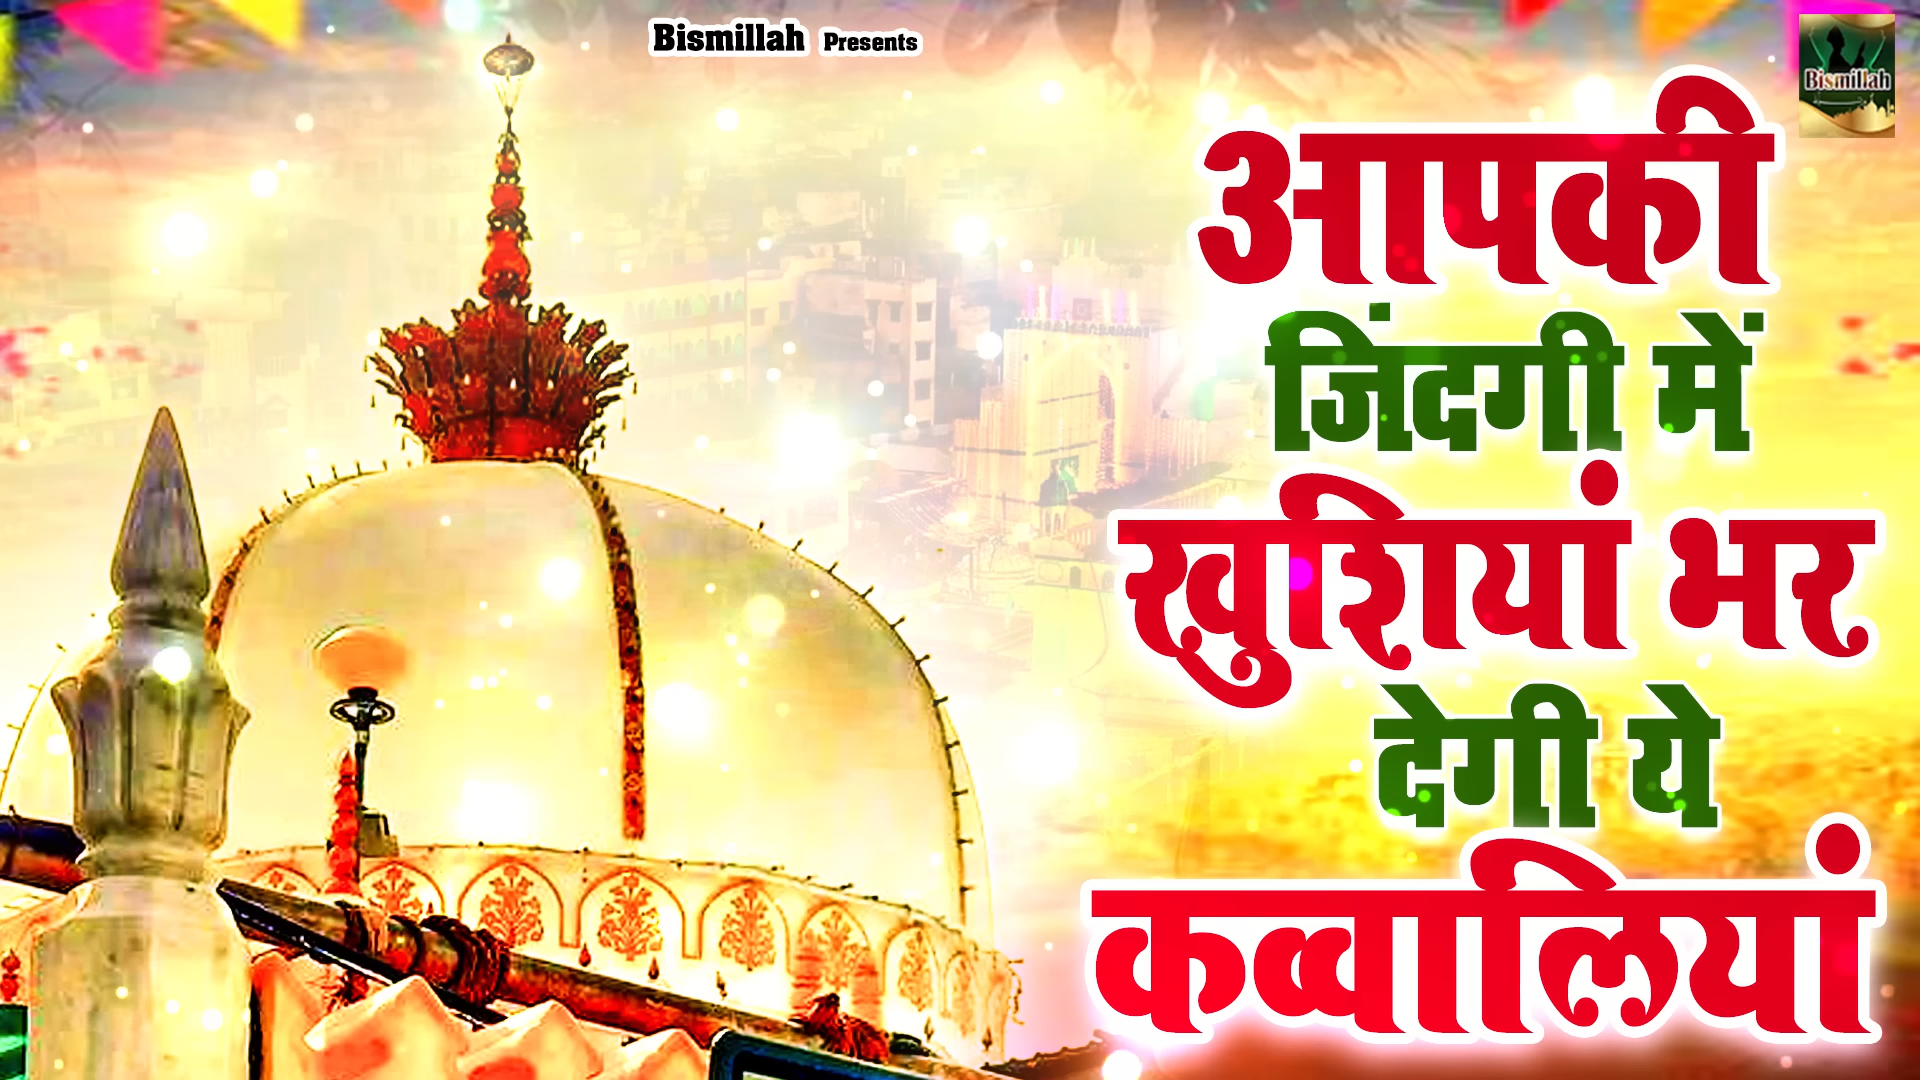 Bismillah Presents
Bismillah
आपकी
जिंदगी में
ख़ुशियां भर
देगी ये
कव्वालियां